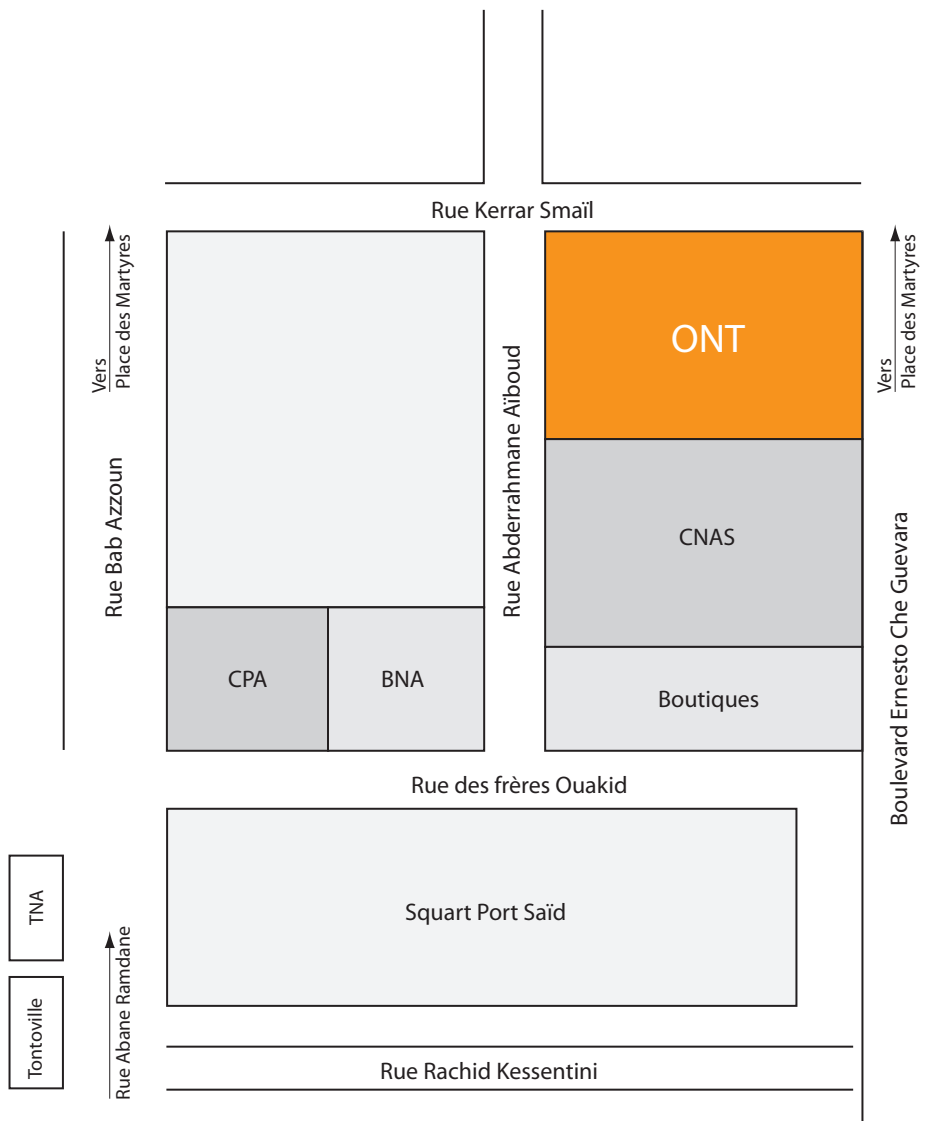 Rue Kerrar Smaïl
Vers
Place des Martyres
Rue Bab Azzoun
Rue Abderrahmane Aïboud
ONT
Vers
Place des Martyres
CNAS
CPA
BNA
Boutiques
Boulevard Ernesto Che Guevara
Rue des frères Ouakid
TNA
Squart Port Saïd
Tontoville
Rue Abane Ramdane
Rue Rachid Kessentini